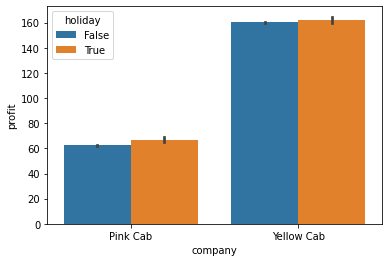 holiday
False
True
160
140
120
100
80
60
40
20
0
profit
Pink Cab
Yellow Cab
company